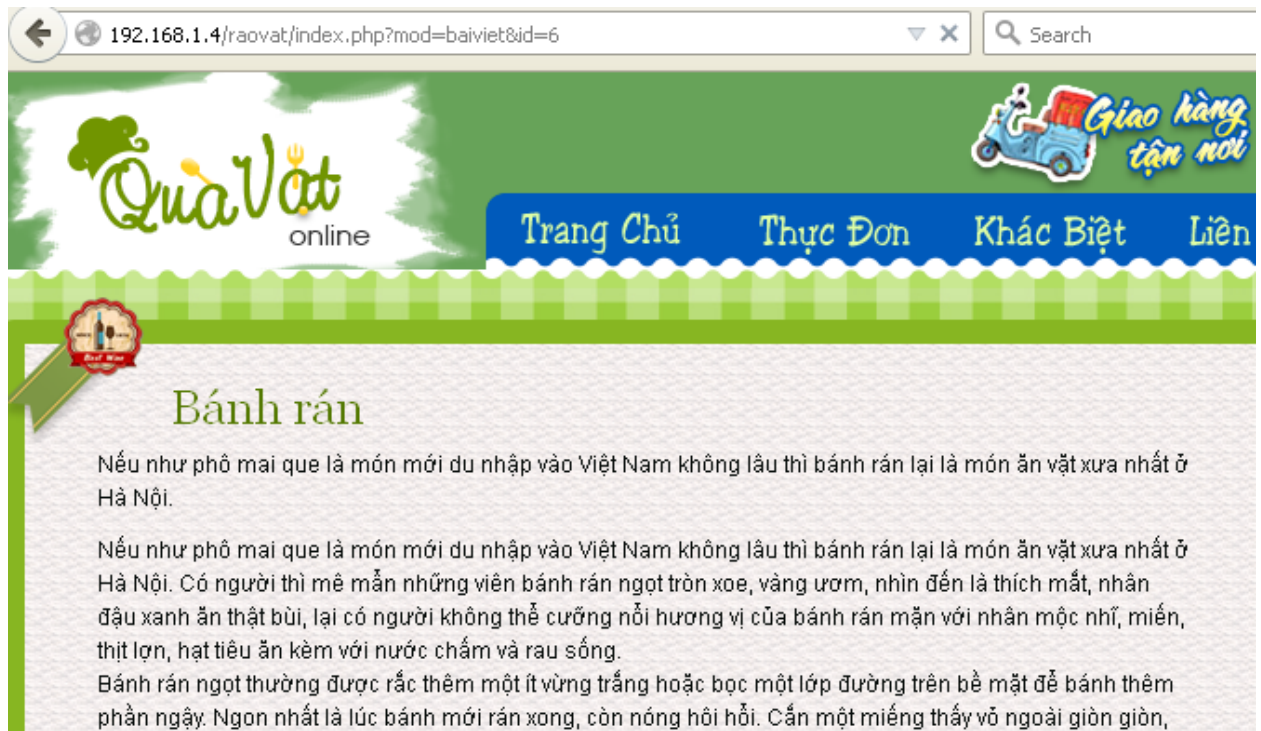 192.168.1.4/raovat/index.php?mod=baiviet&id=6
Search
Giao hàng
tận nơi
Quà Vặt
online
Trang Chủ Thực Đơn Khác Biệt Liên
Best Wine
Bánh rán
Nếu như phô mai que là món mới du nhập vào Việt Nam không lâu thì bánh rán lại là món ăn vặt xưa nhất ở
Hà Nội.
Nếu như phô mai que là món mới du nhập vào Việt Nam không lâu thì bánh rán lại là món ăn vặt xưa nhất ở
Hà Nội. Có người thì mê mẩn những viên bánh rán ngọt tròn xoe, vàng ươm, nhìn đến là thích mắt, nhân
đậu xanh ăn thật bùi, lại có người không thể cưỡng nổi hương vị của bánh rán mặn với nhân mộc nhĩ, miến,
thịt lợn, hạt tiêu ăn kèm với nước chấm và rau sống.
Bánh rán ngọt thường được rắc thêm một ít vừng trắng hoặc bọc một lớp đường trên bề mặt để bánh thêm
phần ngậy. Ngon nhất là lúc bánh mới rán xong, còn nóng hôi hổi. Cắn một miếng thấy vỏ ngoài giòn giòn,